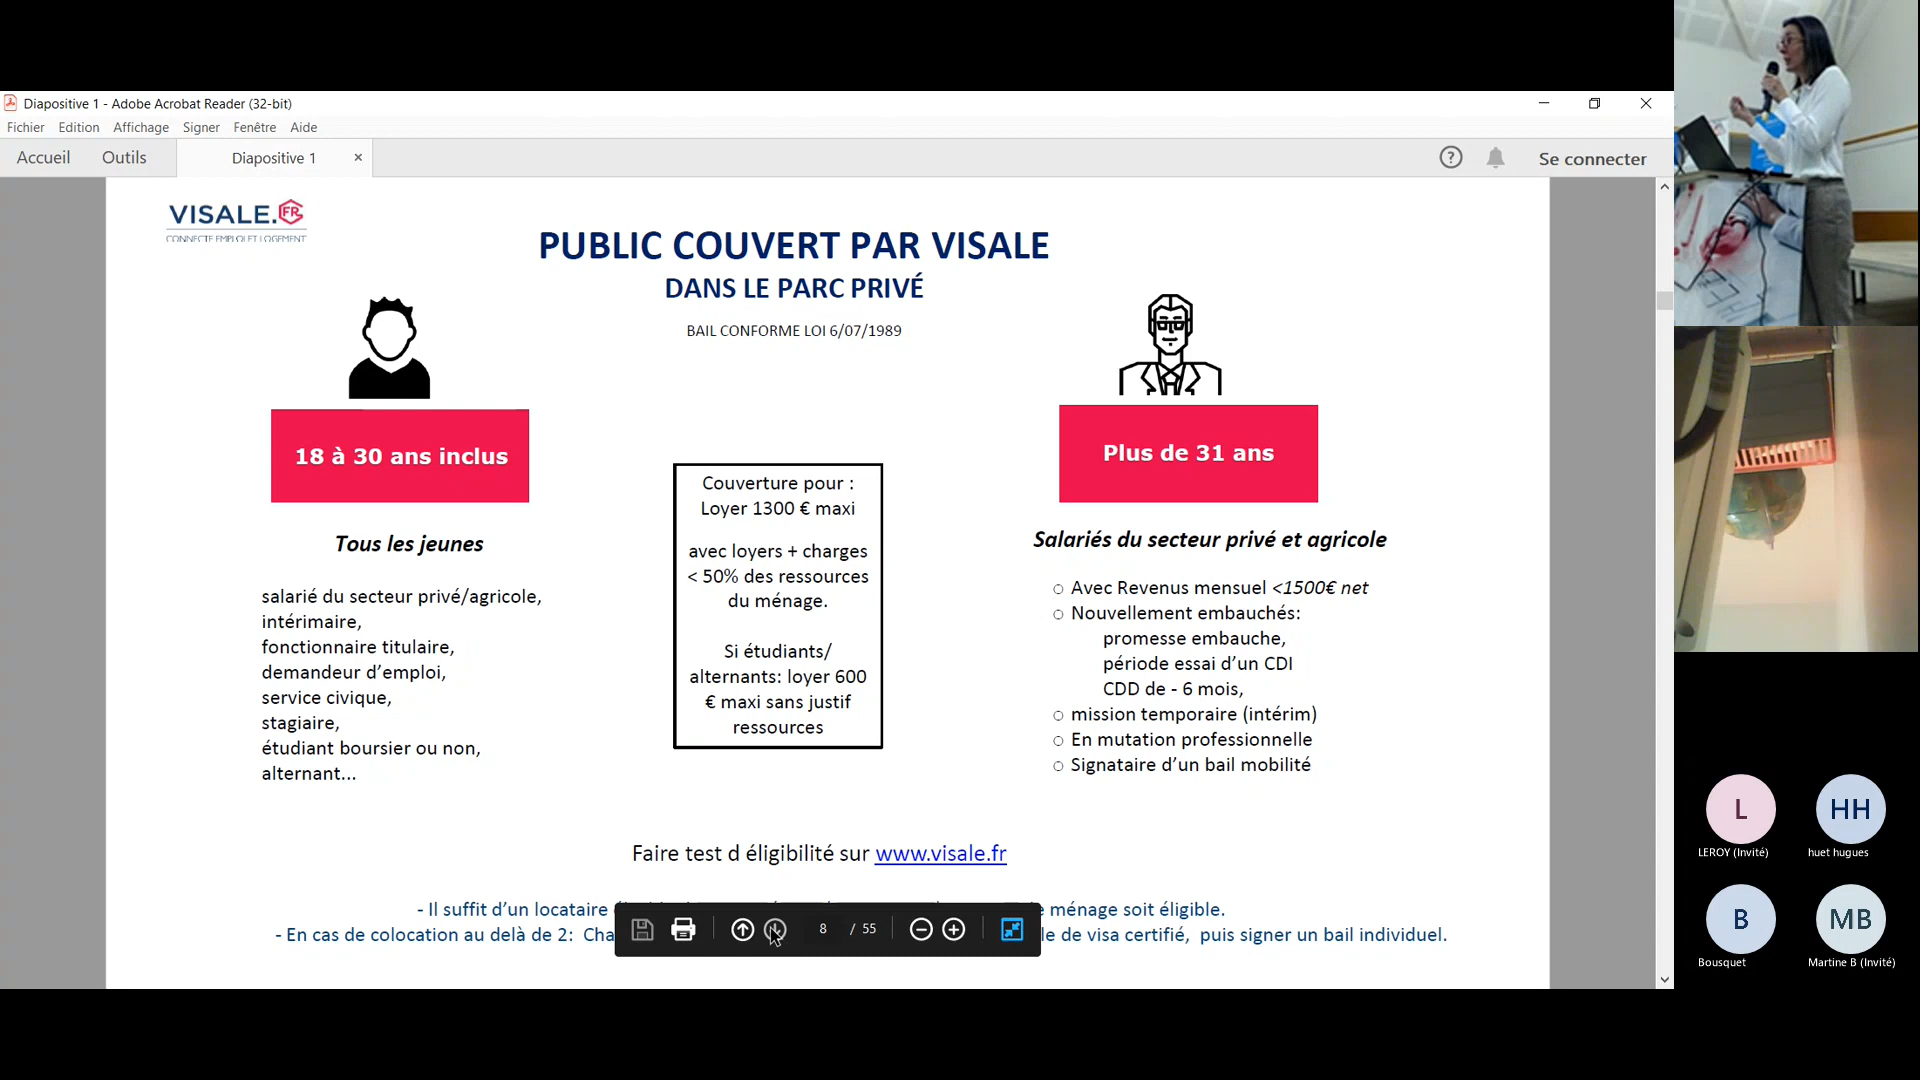 Diapositive 1 - Adobe Acrobat Reader (32-bit)
Fichier Edition Affichage Signer Fenêtre Aide
Accueil Outils Diapositive 1 × ? Se connecter
VISALE.FR
CONNECTE EMPLOI ET LOGEMENT
PUBLIC COUVERT PAR VISALE
DANS LE PARC PRIVÉ
BAIL CONFORME LOI 6/07/1989
18 à 30 ans inclus
Tous les jeunes
salarié du secteur privé/agricole,
intérimaire,
fonctionnaire titulaire,
demandeur d’emploi,
service civique,
stagiaire,
étudiant boursier ou non,
alternant...
Couverture pour :
Loyer 1300 € maxi
avec loyers + charges
< 50% des ressources
du ménage.
Si étudiants/
alternants: loyer 600
€ maxi sans justif
ressources
Plus de 31 ans
Salariés du secteur privé et agricole
Avec Revenus mensuel <1500€ net
Nouvellement embauchés:
promesse embauche,
période essai d’un CDI
CDD de - 6 mois,
mission temporaire (intérim)
En mutation professionnelle
Signataire d’un bail mobilité
Faire test d éligibilité sur www.visale.fr
- Il suffit d’un locataire ménage soit éligible.
- En cas de colocation au delà de 2: de visa certifié, puis signer un bail individuel.
8 / 55
L
LEROY (Invité)
HH
huet hugues
B
Bousquet
MB
Martine B (Invité)